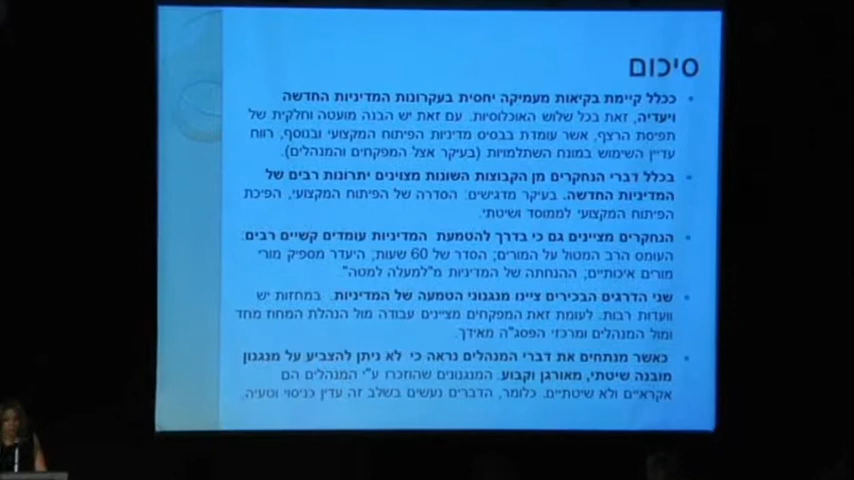 סיכום
ככלל קיימת בקיאות מעמיקה יחסית בעקרונות המדיניות החדשה
ויעדיה, זאת בכל שלוש האוכלוסיות. עם זאת יש הבנה מועטה וחלקית של
תפיסת הרצף, אשר עומדת בבסיס מדיניות הפיתוח המקצועי ובנוסף, רווח
עדיין השימוש במונח השתלמויות (בעיקר אצל המפקחים והמנהלים).
בכלל דברי הנחקרים מן הקבוצות השונות מצוינים יתרונות רבים של
המדיניות החדשה. בעיקר מדגישים: הסדרה של הפיתוח המקצועי, הפיכת
הפיתוח המקצועי לממוסד ושיטתי.
הנחקרים מציינים גם כי בדרך להטמעת המדיניות עומדים קשיים רבים:
העומס הרב המטול על המורים; הסדר של 60 שעות; היעדר מספיק מורי
מורים איכותיים; ההנחתה של המדיניות מ"למעלה למטה".
שני הדרגים הבכירים ציינו מנגנוני הטמעה של המדיניות. במחוזות יש
וועדות רבות. לעומת זאת המפקחים מציינים עבודה מול הנהלת המחוז מחד
ומול המנהלים ומרכזי הפסג"ה מאידך.
כאשר מנתחים את דברי המנהלים נראה כי לא ניתן להצביע על מנגנון
מובנה שיטתי, מאורגן וקבוע. המנגנונים שהוזכרו ע"י המנהלים הם
אקראיים ולא שיטתיים. כלומר, הדברים נעשים בשלב זה עדין כניסוי וטעיה.